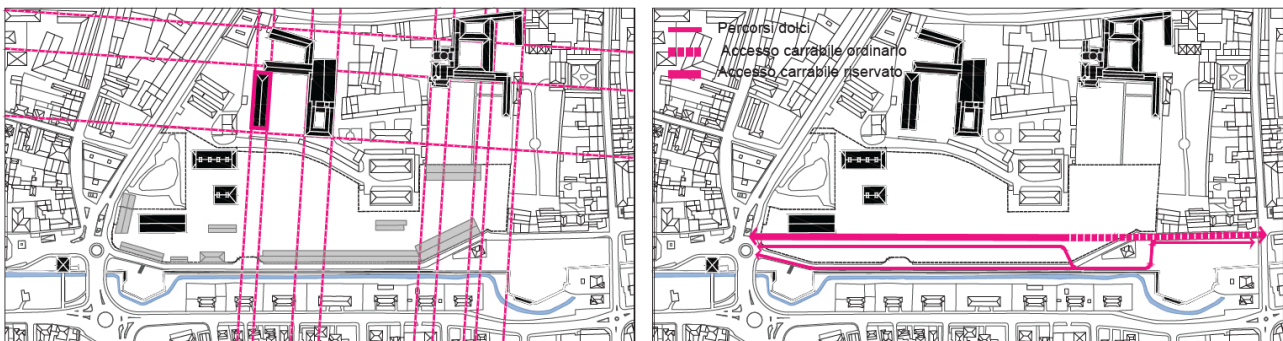 Percorsi dolci
Accesso carrabile ordinario
Accesso carrabile riservato